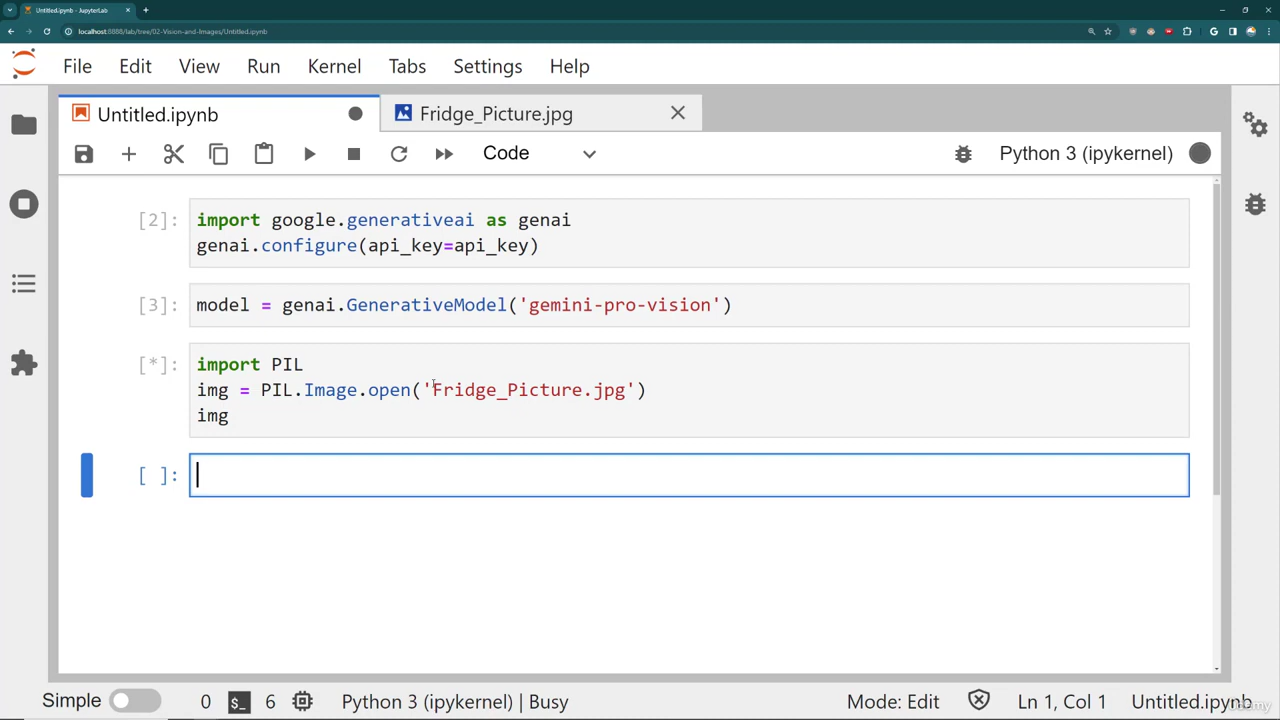 Untitled.ipynb - JupyterLab
localhost:8888/lab/tree/02-Vision-and-Images/Untitled.ipynb
File Edit View Run Kernel Tabs Settings Help
Untitled.ipynb Fridge_Picture.jpg
Code Python 3 (ipykernel)
[2]: import google.generativeai as genai
genai.configure(api_key=api_key)
[3]: model = genai.GenerativeModel('gemini-pro-vision')
[*]: import PIL
img = PIL.Image.open('Fridge_Picture.jpg')
img
[ ]:
Simple 0 $_ 6 Python 3 (ipykernel) | Busy Mode: Edit Ln 1, Col 1 Untitled.ipynb
Udemy